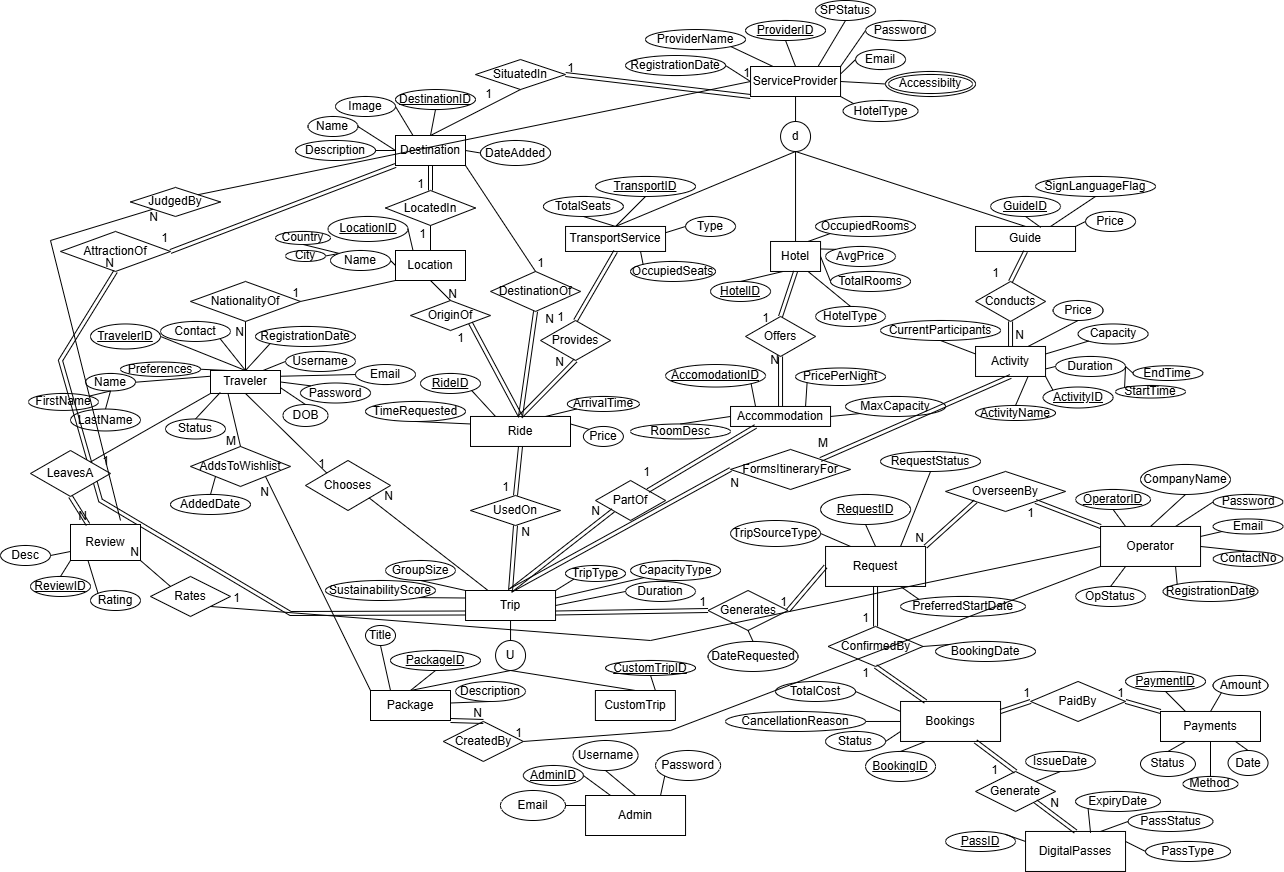 SPStatus
ProviderID
Password
ProviderName
Email
SituatedIn
1
RegistrationDate
1
ServiceProvider
Accessibilty
1
DestinationID
Image
HotelType
Name
d
Description
Destination
DateAdded
1
TransportID
SignLanguageFlag
JudgedBy
TotalSeats
LocatedIn
GuideID
N
LocationID
Type
OccupiedRooms
Price
1
Country
1
TransportService
Guide
AttractionOf
City
Name
Hotel
AvgPrice
N
Location
1
OccupiedSeats
1
TotalRooms
NationalityOf
1
N
DestinationOf
HotelID
Conducts
OriginOf
N
1
1
HotelType
Price
TravelerID
Contact
RegistrationDate
N
1
Provides
Offers
CurrentParticipants
N
Capacity
Username
N
N
Activity
Preferences
Traveler
Email
AccomodationID
PricePerNight
Duration
EndTime
Name
RideID
StartTime
FirstName
Password
ArrivalTime
MaxCapacity
ActivityID
LastName
DOB
TimeRequested
Accommodation
ActivityName
Status
Ride
Price
RoomDesc
M
M
1
AddsToWishlist
1
1
FormsItineraryFor
RequestStatus
LeavesA
Chooses
N
OverseenBy
CompanyName
N
N
1
PartOf
OperatorID
Password
AddedDate
UsedOn
N
RequestID
1
N
Email
N
TripSourceType
N
Review
N
Operator
Desc
Request
ContactNo
GroupSize
TripType
CapacityType
ReviewID
SustainabilityScore
Duration
OpStatus
RegistrationDate
Rating
Rates
1
Trip
1
Generates
1
PreferredStartDate
1
Title
U
ConfirmedBy
BookingDate
PackageID
CustomTripID
DateRequested
1
PaymentID
Amount
Description
TotalCost
1
PaidBy
1
Package
N
CustomTrip
CancellationReason
Bookings
Payments
CreatedBy
1
Status
Username
BookingID
IssueDate
Status
Date
AdminID
Password
1
Method
Email
Generate
N
ExpiryDate
Admin
PassStatus
PassID
DigitalPasses
PassType